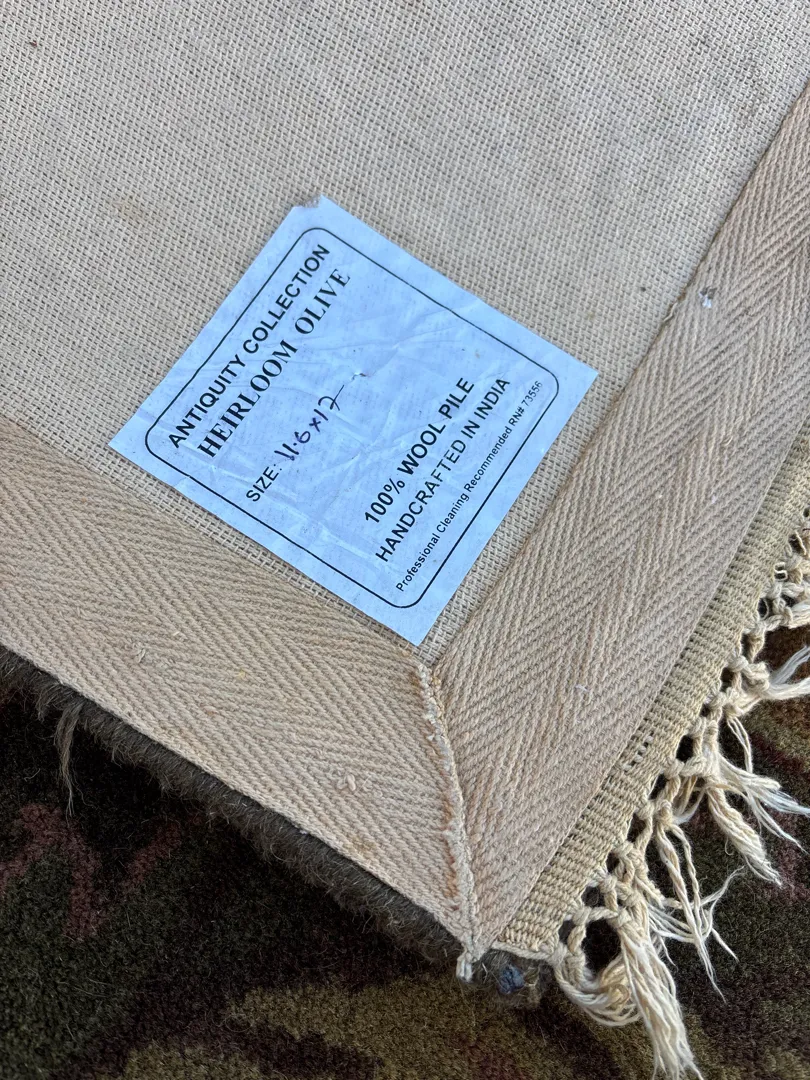 ANTIQUITY COLLECTION
HEIRLOOM OLIVE
SIZE: 11.6x17
100% WOOL PILE
HANDCRAFTED IN INDIA
Professional Cleaning Recommended RN# 73556